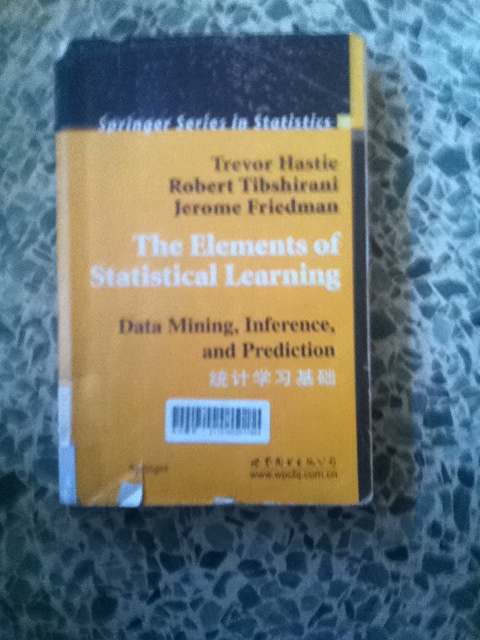 Springer Series in Statistics
Trevor Hastie
Robert Tibshirani
Jerome Friedman
The Elements of
Statistical Learning
Data Mining, Inference,
and Prediction
统计学习基础
Springer
www.wpcbj.com.cn